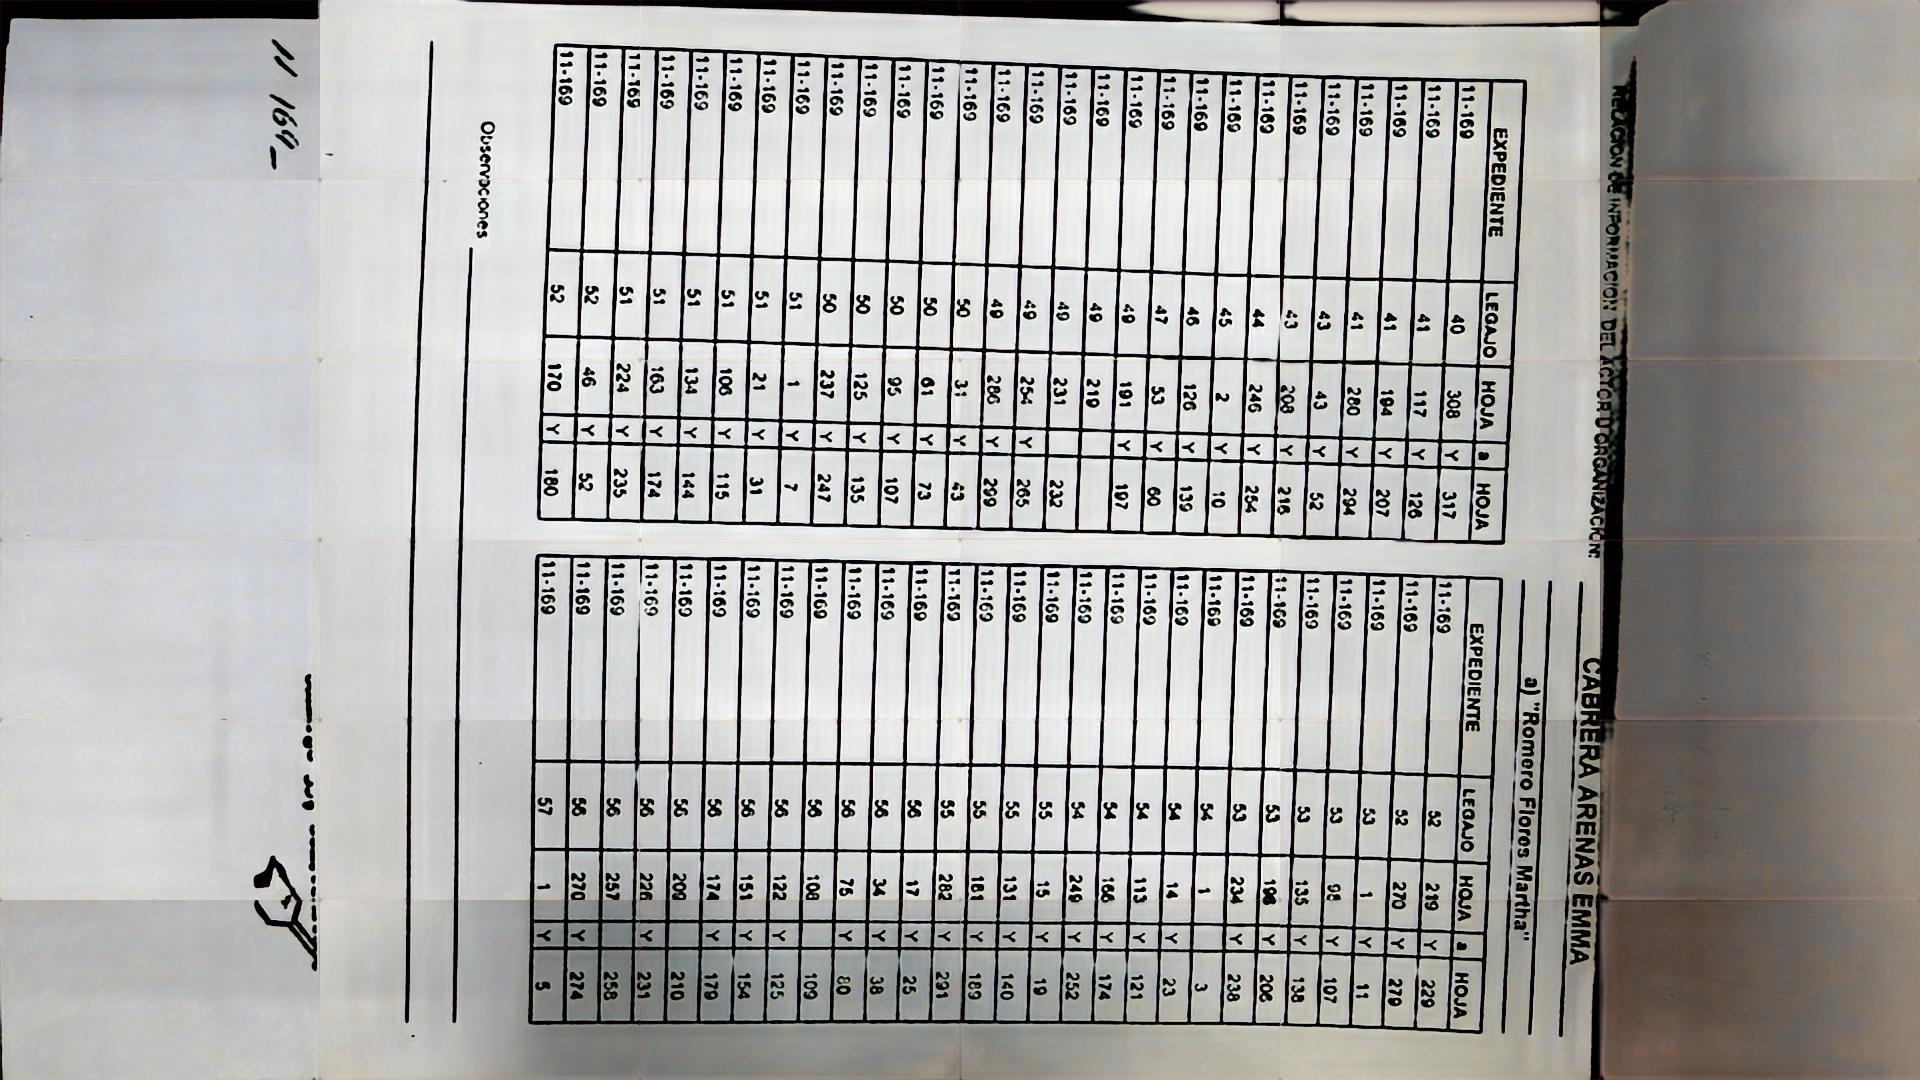 RELACION DE INFORMACION DEL ACTOR U ORGANIZACION:
CABRERA ARENAS EMMA
a) "Romero Flores Martha"
EXPEDIENTE LEGAJO HOJA a HOJA
11-169 40 308 Y 317
11-169 41 117 Y 126
11-169 41 194 Y 207
11-169 41 280 Y 294
11-169 43 43 Y 52
11-169 43 208 Y 216
11-169 44 246 Y 254
11-169 45 2 Y 10
11-169 46 126 Y 139
11-169 47 53 Y 60
11-169 49 191 Y 197
11-169 49 219
11-169 49 231 232
11-169 49 254 Y 265
11-169 49 286 Y 299
11-169 50 31 Y 43
11-169 50 61 Y 73
11-169 50 95 Y 107
11-169 50 125 Y 135
11-169 50 237 Y 247
11-169 51 1 Y 7
11-169 51 21 Y 31
11-169 51 106 Y 115
11-169 51 134 Y 144
11-169 51 163 Y 174
11-169 51 224 Y 235
11-169 52 46 Y 52
11-169 52 170 Y 180
EXPEDIENTE LEGAJO HOJA a HOJA
11-169 52 219 Y 229
11-169 52 270 Y 279
11-169 53 1 Y 11
11-169 53 98 Y 107
11-169 53 135 Y 138
11-169 53 198 Y 206
11-169 53 234 Y 238
11-169 54 1 3
11-169 54 14 Y 23
11-169 54 113 Y 121
11-169 54 166 Y 174
11-169 54 249 Y 252
11-169 55 15 Y 19
11-169 55 131 Y 140
11-169 55 181 Y 189
11-169 55 282 Y 291
11-169 56 17 Y 25
11-169 56 34 Y 38
11-169 56 75 Y 80
11-169 56 108 109
11-169 56 122 Y 125
11-169 56 151 Y 154
11-169 56 174 Y 179
11-169 56 209 210
11-169 56 226 Y 231
11-169 56 257 258
11-169 56 270 Y 274
11-169 57 1 Y 5
Observaciones
11 169_